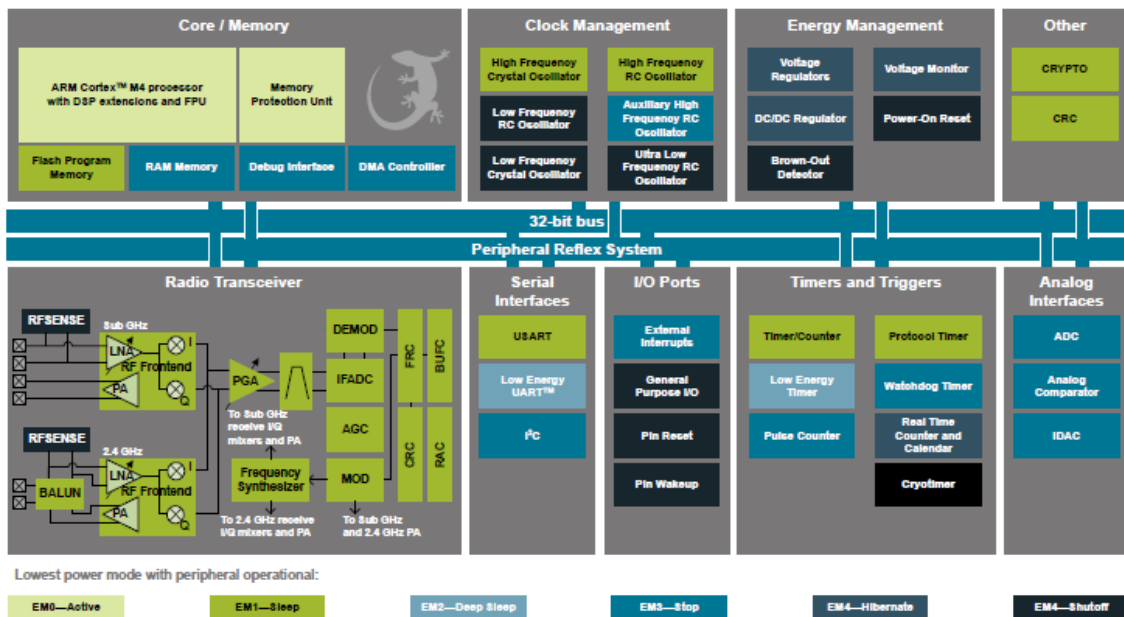 Core / Memory
ARM Cortex™ M4 processor
with DSP extensions and FPU
Memory
Protection Unit
Flash Program
Memory
RAM Memory
Debug Interface
DMA Controller
Clock Management
High Frequency
Crystal Oscillator
High Frequency
RC Oscillator
Low Frequency
RC Oscillator
Auxiliary High
Frequency RC
Oscillator
Low Frequency
Crystal Oscillator
Ultra Low
Frequency RC
Oscillator
Energy Management
Voltage
Regulators
Voltage Monitor
DC/DC Regulator
Power-On Reset
Brown-Out
Detector
Other
CRYPTO
CRC
32-bit bus
Peripheral Reflex System
Radio Transceiver
RFSENSE
Sub GHz
LNA
RF Frontend
PA
I
Q
PGA
To Sub GHz
receive I/Q
mixers and PA
DEMOD
IFADC
AGC
MOD
FRC
BUFC
CRC
RAC
RFSENSE
2.4 GHz
BALUN
LNA
RF Frontend
PA
I
Q
Frequency
Synthesizer
To 2.4 GHz receive
I/Q mixers and PA
To Sub GHz
and 2.4 GHz PA
Serial
Interfaces
USART
Low Energy
UART™
I²C
I/O Ports
External
Interrupts
General
Purpose I/O
Pin Reset
Pin Wakeup
Timers and Triggers
Timer/Counter
Protocol Timer
Low Energy
Timer
Watchdog Timer
Pulse Counter
Real Time
Counter and
Calendar
Cryotimer
Analog
Interfaces
ADC
Analog
Comparator
IDAC
Lowest power mode with peripheral operational:
EM0—Active
EM1—Sleep
EM2—Deep Sleep
EM3—Stop
EM4—Hibernate
EM4—Shutoff